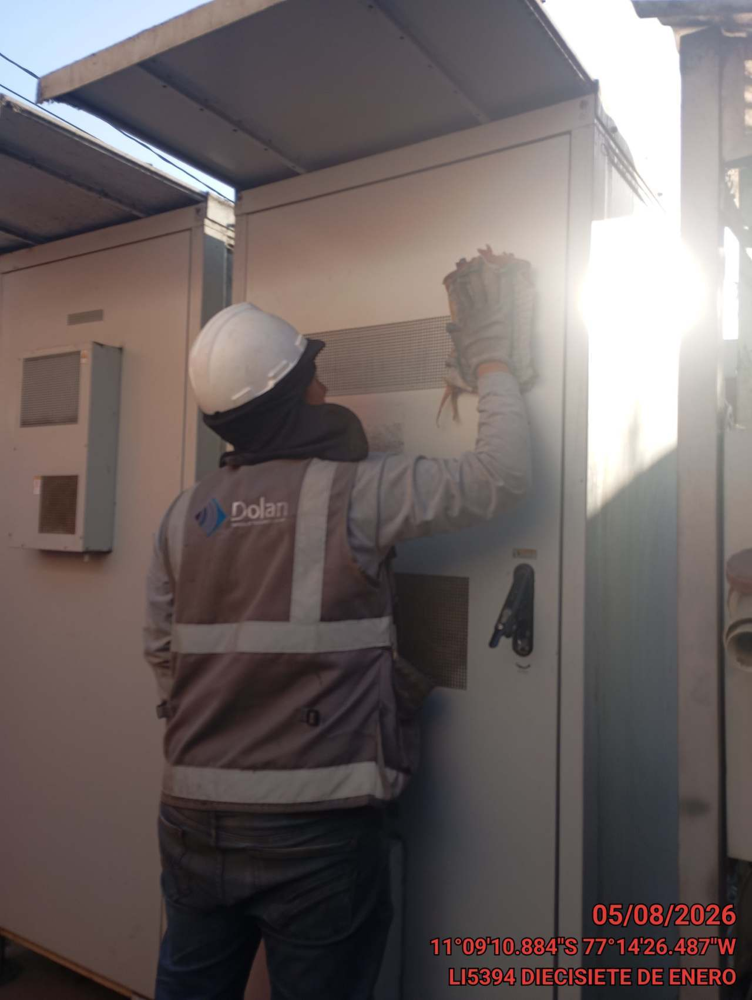 Dolan
05/08/2026
11°09'10.884"S 77°14'26.487"W
LI5394 DIECISIETE DE ENERO